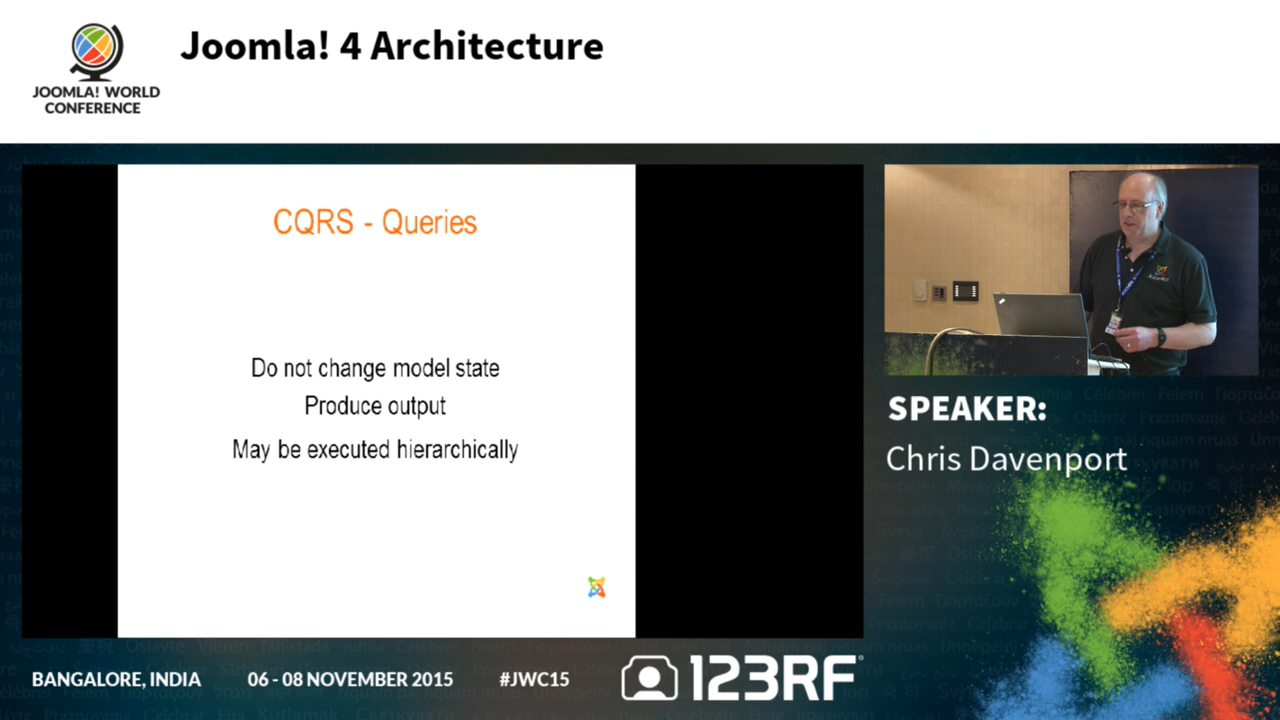 Joomla! 4 Architecture
JOOMLA! WORLD
CONFERENCE
CQRS - Queries
Do not change model state
Produce output
May be executed hierarchically
SPEAKER:
Chris Davenport
BANGALORE, INDIA
06 - 08 NOVEMBER 2015
#JWC15
123RF